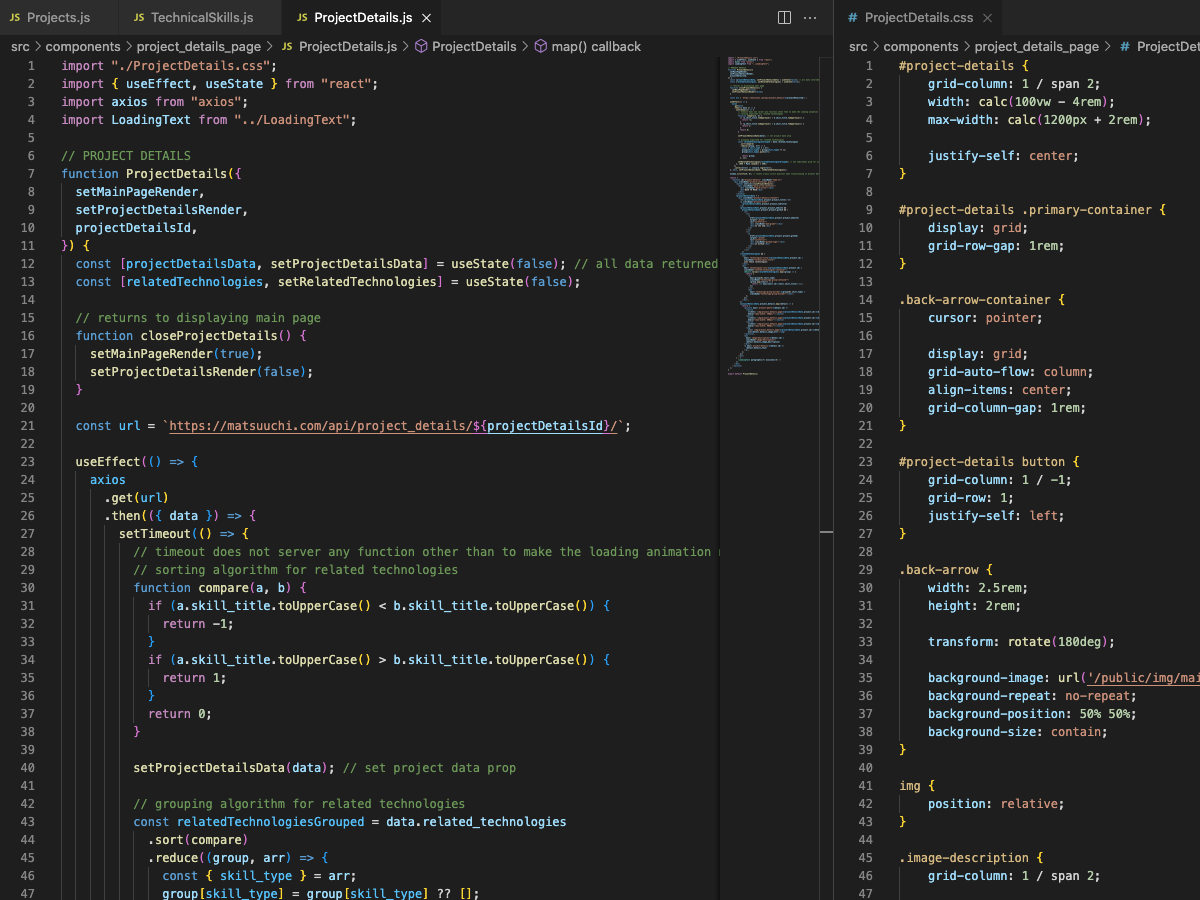 JS Projects.js
JS TechnicalSkills.js
JS ProjectDetails.js ×
src > components > project_details_page > JS ProjectDetails.js > ProjectDetails > map() callback
1 import "./ProjectDetails.css";
2 import { useEffect, useState } from "react";
3 import axios from "axios";
4 import LoadingText from "../LoadingText";
5
6 // PROJECT DETAILS
7 function ProjectDetails({
8 setMainPageRender,
9 setProjectDetailsRender,
10 projectDetailsId,
11 }) {
12 const [projectDetailsData, setProjectDetailsData] = useState(false); // all data returned
13 const [relatedTechnologies, setRelatedTechnologies] = useState(false);
14
15 // returns to displaying main page
16 function closeProjectDetails() {
17 setMainPageRender(true);
18 setProjectDetailsRender(false);
19 }
20
21 const url = `https://matsuuchi.com/api/project_details/${projectDetailsId}/`;
22
23 useEffect(() => {
24 axios
25 .get(url)
26 .then(({ data }) => {
27 setTimeout(() => {
28 // timeout does not server any function other than to make the loading animation
29 // sorting algorithm for related technologies
30 function compare(a, b) {
31 if (a.skill_title.toUpperCase() < b.skill_title.toUpperCase()) {
32 return -1;
33 }
34 if (a.skill_title.toUpperCase() > b.skill_title.toUpperCase()) {
35 return 1;
36 }
37 return 0;
38 }
39
40 setProjectDetailsData(data); // set project data prop
41
42 // grouping algorithm for related technologies
43 const relatedTechnologiesGrouped = data.related_technologies
44 .sort(compare)
45 .reduce((group, arr) => {
46 const { skill_type } = arr;
47 group[skill_type] = group[skill_type] ?? [];
# ProjectDetails.css ×
src > components > project_details_page > # ProjectDet
1 #project-details {
2 grid-column: 1 / span 2;
3 width: calc(100vw - 4rem);
4 max-width: calc(1200px + 2rem);
5
6 justify-self: center;
7 }
8
9 #project-details .primary-container {
10 display: grid;
11 grid-row-gap: 1rem;
12 }
13
14 .back-arrow-container {
15 cursor: pointer;
16
17 display: grid;
18 grid-auto-flow: column;
19 align-items: center;
20 grid-column-gap: 1rem;
21 }
22
23 #project-details button {
24 grid-column: 1 / -1;
25 grid-row: 1;
26 justify-self: left;
27 }
28
29 .back-arrow {
30 width: 2.5rem;
31 height: 2rem;
32
33 transform: rotate(180deg);
34
35 background-image: url('/public/img/mai
36 background-repeat: no-repeat;
37 background-position: 50% 50%;
38 background-size: contain;
39 }
40
41 img {
42 position: relative;
43 }
44
45 .image-description {
46 grid-column: 1 / span 2;
47